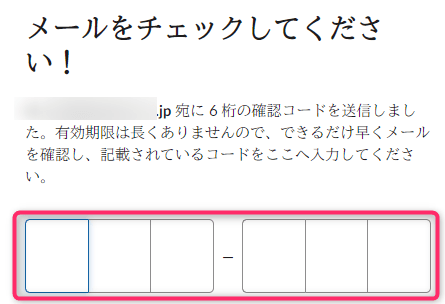 メールをチェックしてくださ
い！
.jp 宛に 6 桁の確認コードを送信しまし
た。有効期限は長くありませんので、できるだけ早くメール
を確認し、記載されているコードをここへ入力してくださ
い。
–